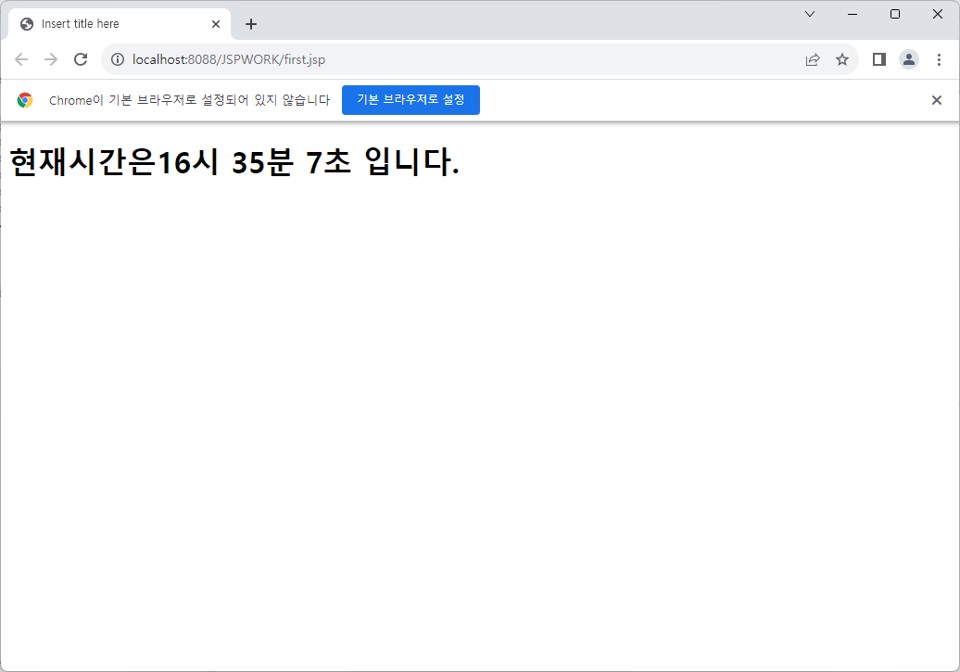 Insert title here
localhost:8088/JSPWORK/first.jsp
Chrome이 기본 브라우저로 설정되어 있지 않습니다 기본 브라우저로 설정
현재시간은16시 35분 7초 입니다.